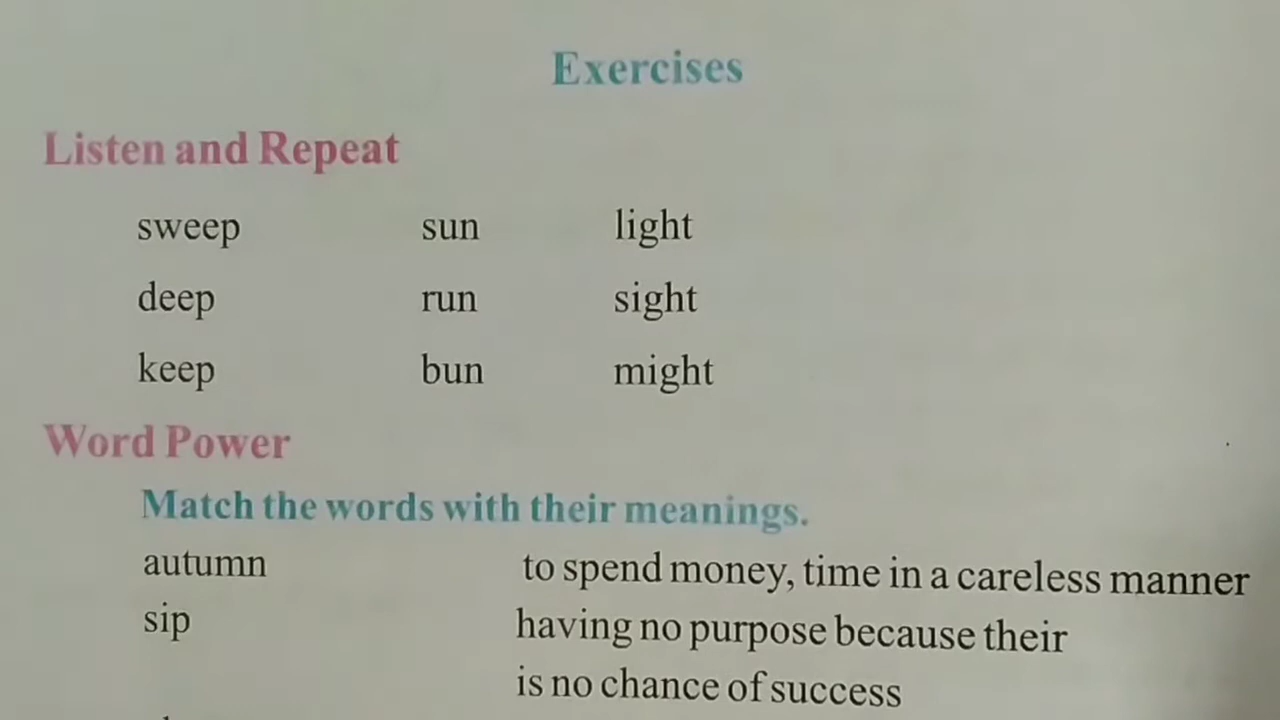 Exercises
Listen and Repeat
sweep sun light
deep run sight
keep bun might
Word Power
Match the words with their meanings.
autumn to spend money, time in a careless manner
sip having no purpose because their
is no chance of success